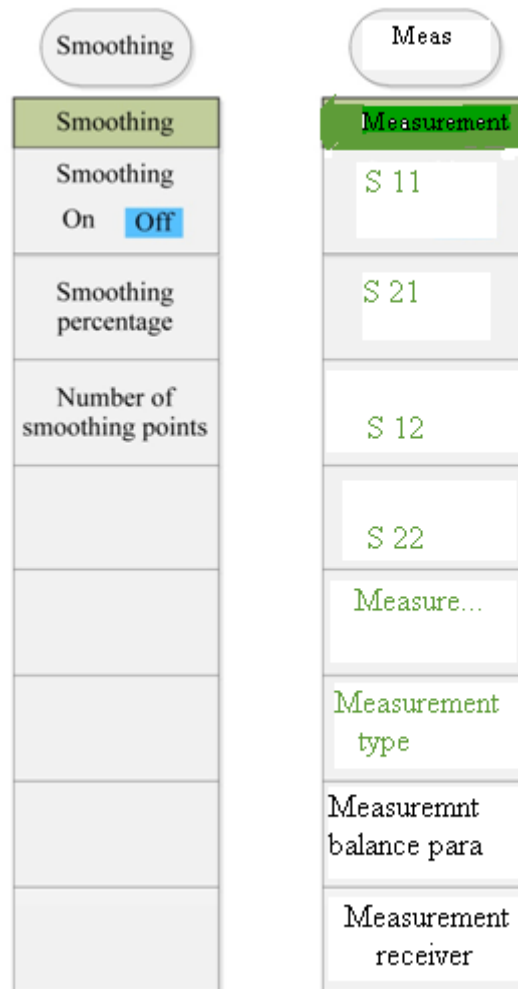 Smoothing
Smoothing
Smoothing
On Off
Smoothing
percentage
Number of
smoothing points
Meas
Measurement
S 11
S 21
S 12
S 22
Measure...
Measurement
type
Measuremnt
balance para
Measurement
receiver